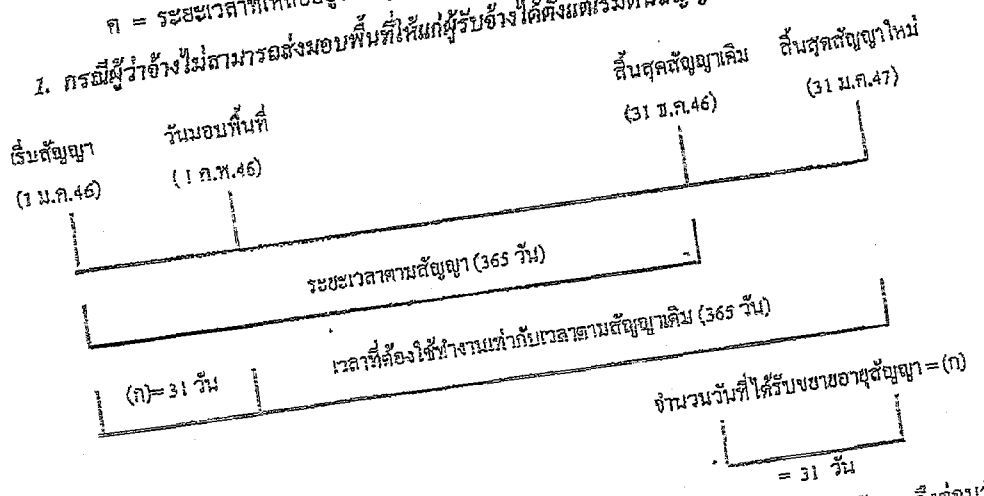 ค = ระยะเวลาที่เหลืออยู่
1. กรณีผู้ว่าจ้างไม่สามารถส่งมอบพื้นที่ให้แก่ผู้รับจ้างได้ตั้งแต่เริ่มต้น
เริ่มสัญญา วันมอบพื้นที่ สิ้นสุดสัญญาเดิม สิ้นสุดสัญญาใหม่
(1 ม.ค.46) (1 ก.พ.46) (31 ธ.ค.46) (31 ม.ค.47)
ระยะเวลาตามสัญญา (365 วัน)
เวลาที่ต้องใช้ทำงานเท่ากับเวลาตามสัญญาเดิม (365 วัน)
(ก)= 31 วัน
จำนวนวันที่ได้รับขยายอายุสัญญา = (ก)
= 31 วัน